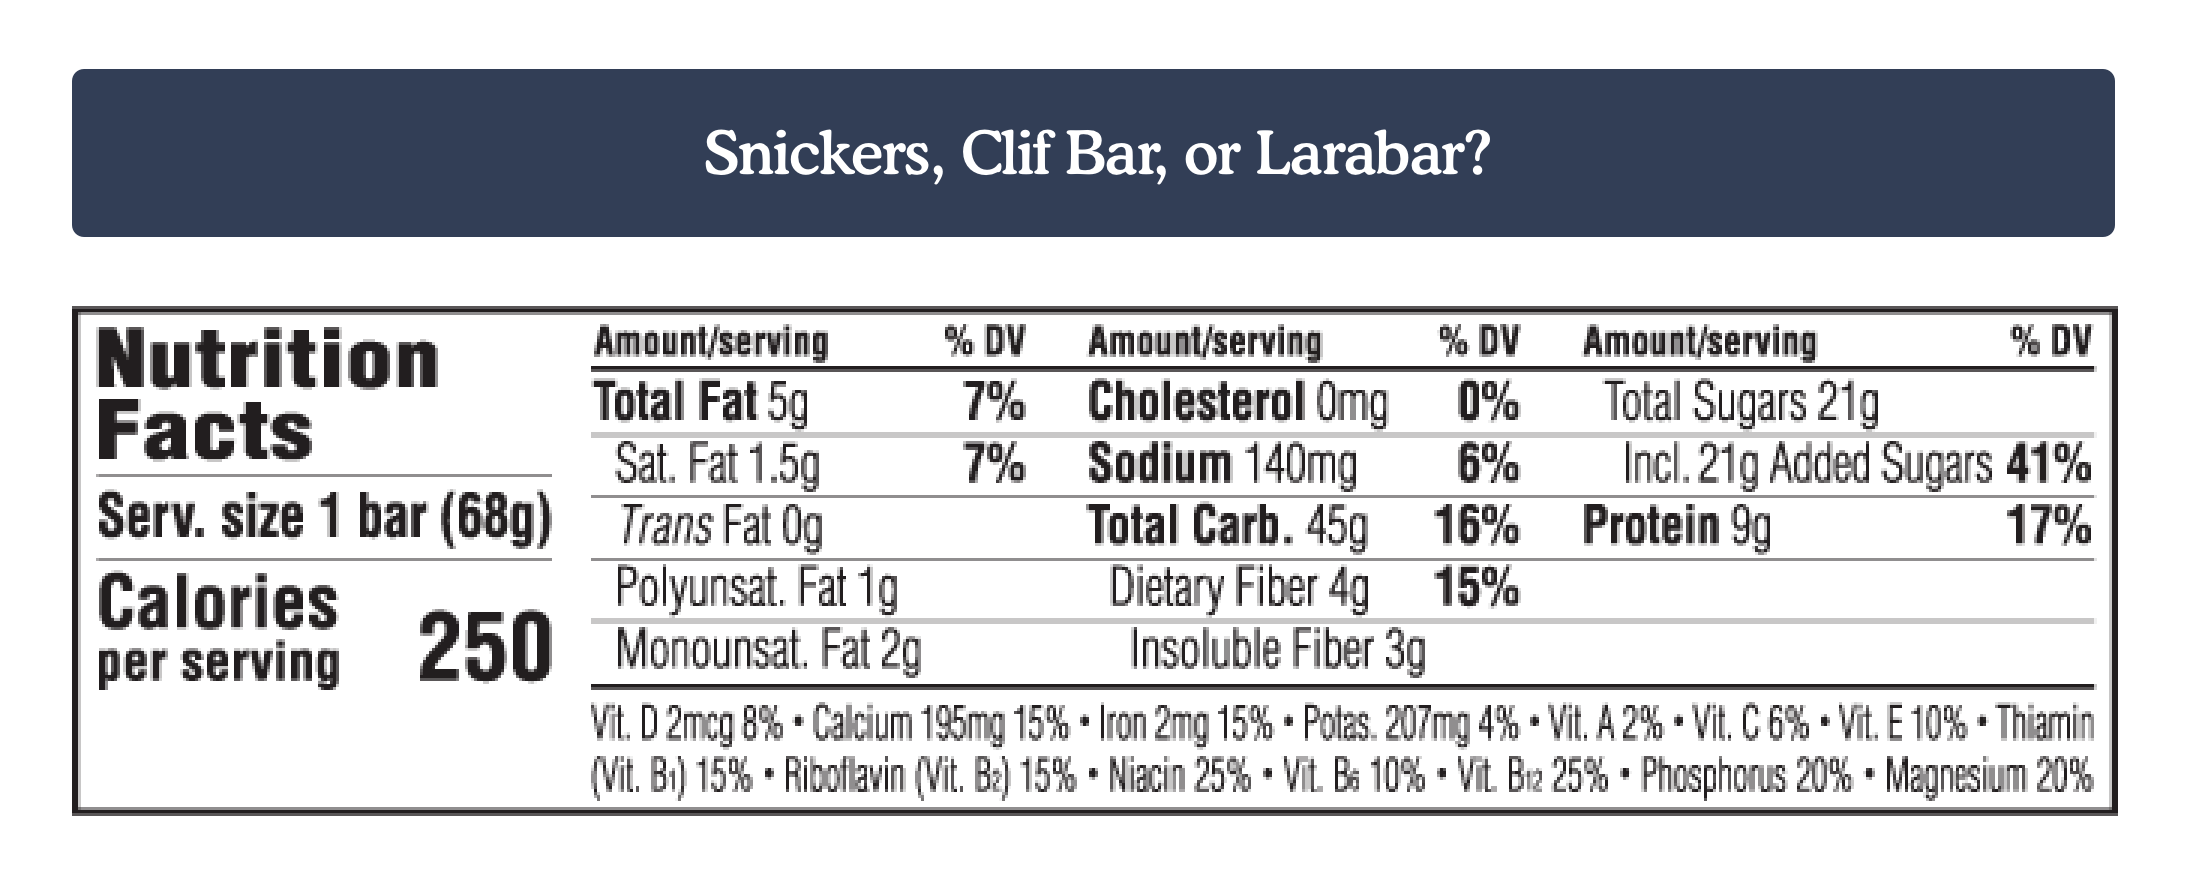 Snickers, Clif Bar, or Larabar?
Nutrition
Facts
Serv. size 1 bar (68g)
Calories
per serving 250
Amount/serving % DV Amount/serving % DV Amount/serving % DV
Total Fat 5g 7% Cholesterol 0mg 0% Total Sugars 21g
Sat. Fat 1.5g 7% Sodium 140mg 6% Incl. 21g Added Sugars 41%
Trans Fat 0g Total Carb. 45g 16% Protein 9g 17%
Polyunsat. Fat 1g Dietary Fiber 4g 15%
Monounsat. Fat 2g Insoluble Fiber 3g
Vit. D 2mcg 8% • Calcium 195mg 15% • Iron 2mg 15% • Potas. 207mg 4% • Vit. A 2% • Vit. C 6% • Vit. E 10% • Thiamin
(Vit. B1) 15% • Riboflavin (Vit. B2) 15% • Niacin 25% • Vit. B6 10% • Vit. B12 25% • Phosphorus 20% • Magnesium 20%